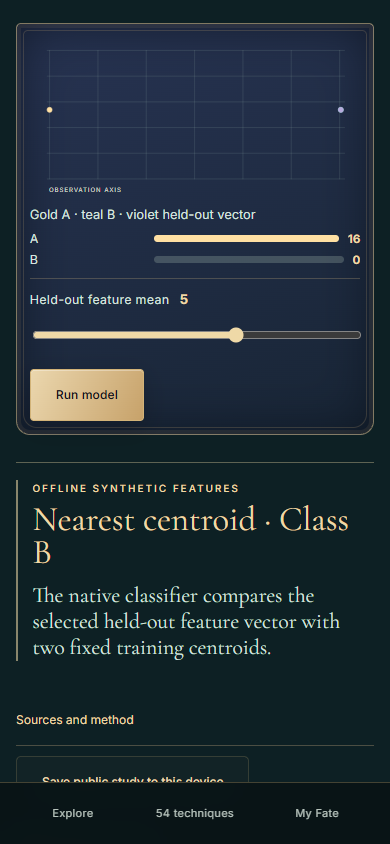 OBSERVATION AXIS
Gold A · teal B · violet held-out vector
A 16
B 0
Held-out feature mean 5
Run model
OFFLINE SYNTHETIC FEATURES
Nearest centroid · Class
B
The native classifier compares the
selected held-out feature vector with
two fixed training centroids.
Sources and method
Save public study to this device
Explore 54 techniques My Fate